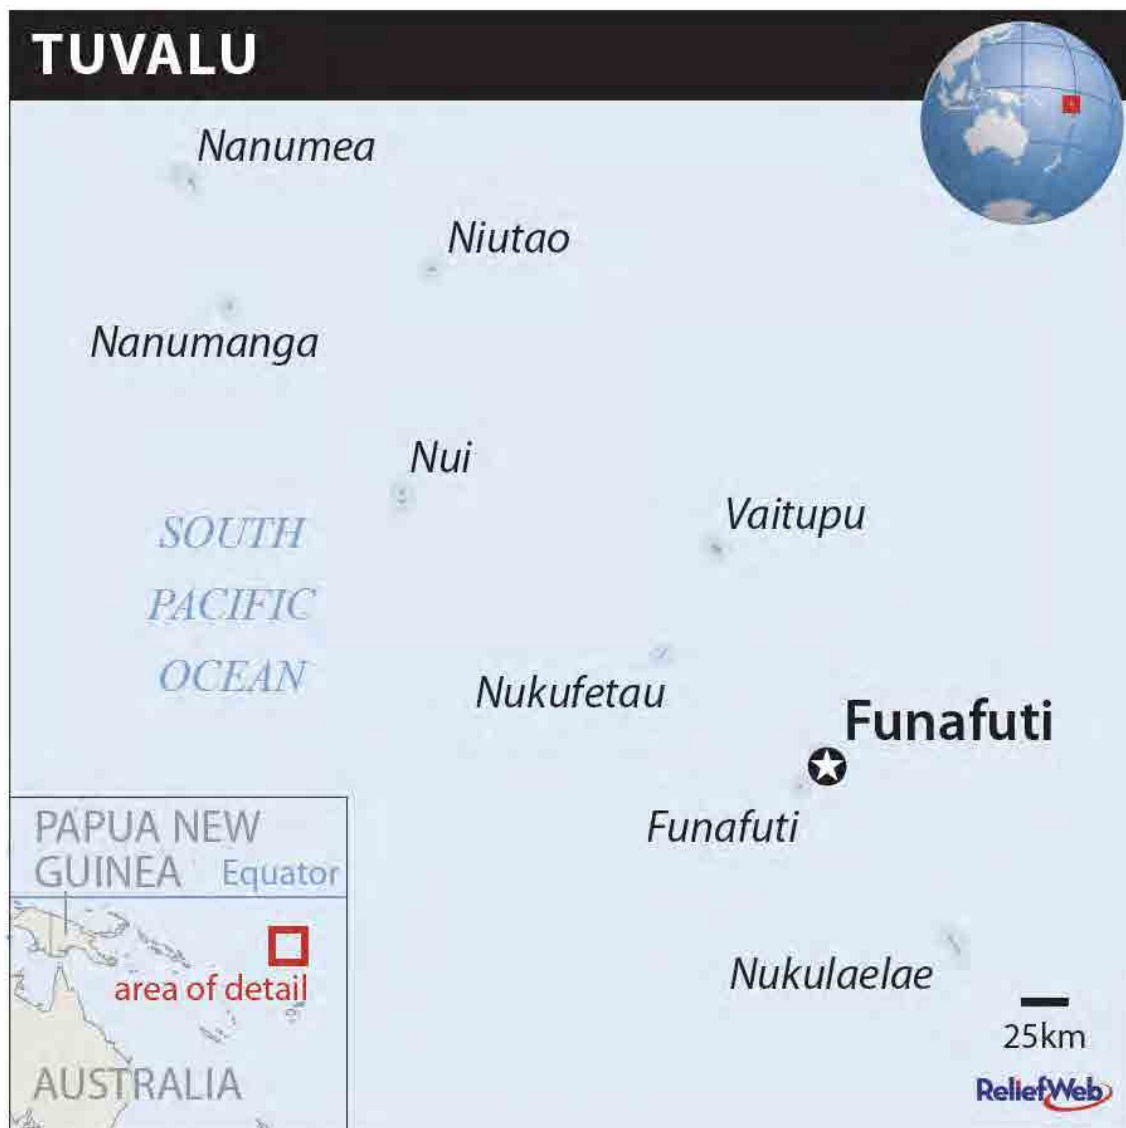 TUVALU
Nanumea
Niutao
Nanumanga
Nui
Vaitupu
SOUTH
PACIFIC
OCEAN
Nukufetau
Funafuti
Funafuti
PAPUA NEW
GUINEA
Equator
area of detail
AUSTRALIA
Nukulaelae
25km
ReliefWeb